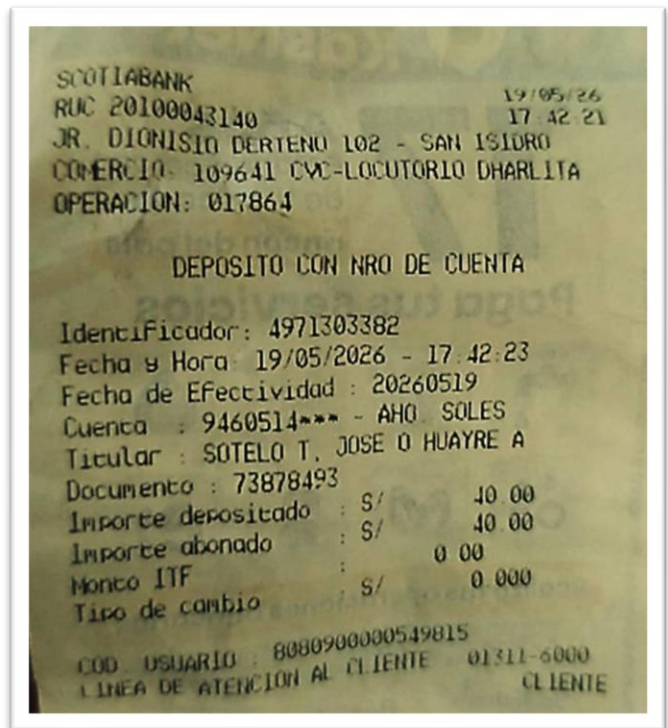 SCOTIABANK
19/05/26
RUC 20100043140
17:42:21
JR. DIONISIO DERTENO 102 - SAN ISIDRO
COMERCIO: 109641 CYC-LOCUTORIO DHARLITA
OPERACION: 017864
DEPOSITO CON NRO DE CUENTA
Identificador: 4971303382
Fecha y Hora: 19/05/2026 - 17:42:23
Fecha de Efectividad : 20260519
Cuenta : 9460514*** - AHO. SOLES
Titular : SOTELO T, JOSE O HUAYRE A
Documento : 73878493
Importe depositado : S/ 40.00
Importe abonado : S/ 40.00
Monto ITF : 0.00
Tipo de cambio : S/ 0.000
COD. USUARIO : 8080900000549815
LINEA DE ATENCION AL CLIENTE 01311-6000
CLIENTE
Paga tus servicios